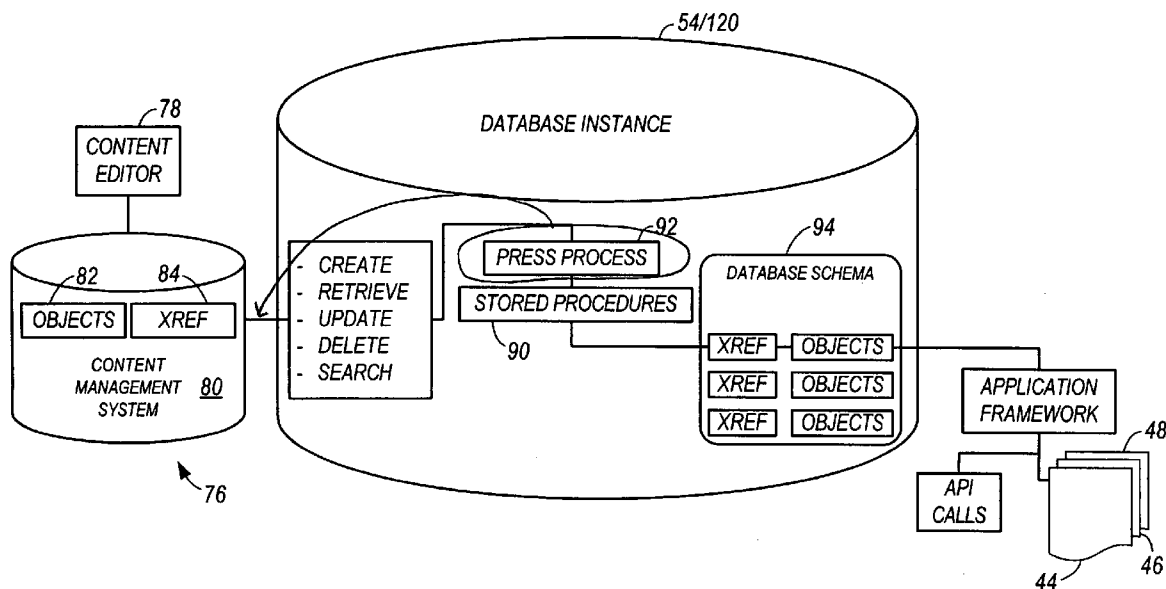 54/120
DATABASE INSTANCE
78
CONTENT
EDITOR
82
84
OBJECTS
XREF
CONTENT
MANAGEMENT
SYSTEM
80
76
- CREATE
- RETRIEVE
- UPDATE
- DELETE
- SEARCH
92
PRESS PROCESS
STORED PROCEDURES
90
94
DATABASE SCHEMA
XREF
OBJECTS
XREF
OBJECTS
XREF
OBJECTS
APPLICATION
FRAMEWORK
API
CALLS
48
46
44